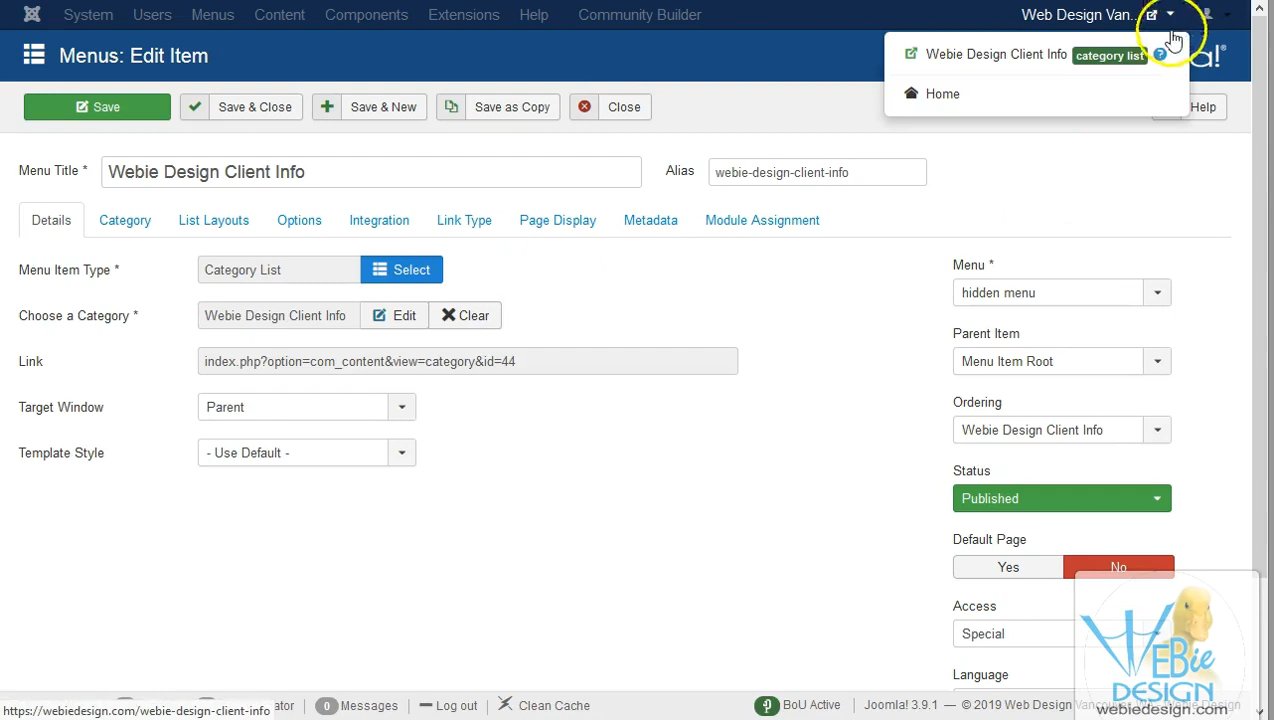 System Users Menus Content Components Extensions Help Community Builder Web Design Van...
Menus: Edit Item
Webie Design Client Info category list ?
a!®
Home
Save Save & Close Save & New Save as Copy Close Help
Menu Title * Webie Design Client Info Alias webie-design-client-info
Details Category List Layouts Options Integration Link Type Page Display Metadata Module Assignment
Menu Item Type * Category List Select
Choose a Category * Webie Design Client Info Edit Clear
Link index.php?option=com_content&view=category&id=44
Target Window Parent
Template Style - Use Default -
Menu *
hidden menu
Parent Item
Menu Item Root
Ordering
Webie Design Client Info
Status
Published
Default Page
Yes No
Access
Special
Language
WEBie
DESIGN
webiedesign.com
https://webiedesign.com/webie-design-client-info ator 0 Messages Log out Clean Cache BoU Active Joomla! 3.9.1 — © 2019 Web Design Vancouver, WA - Webie Design